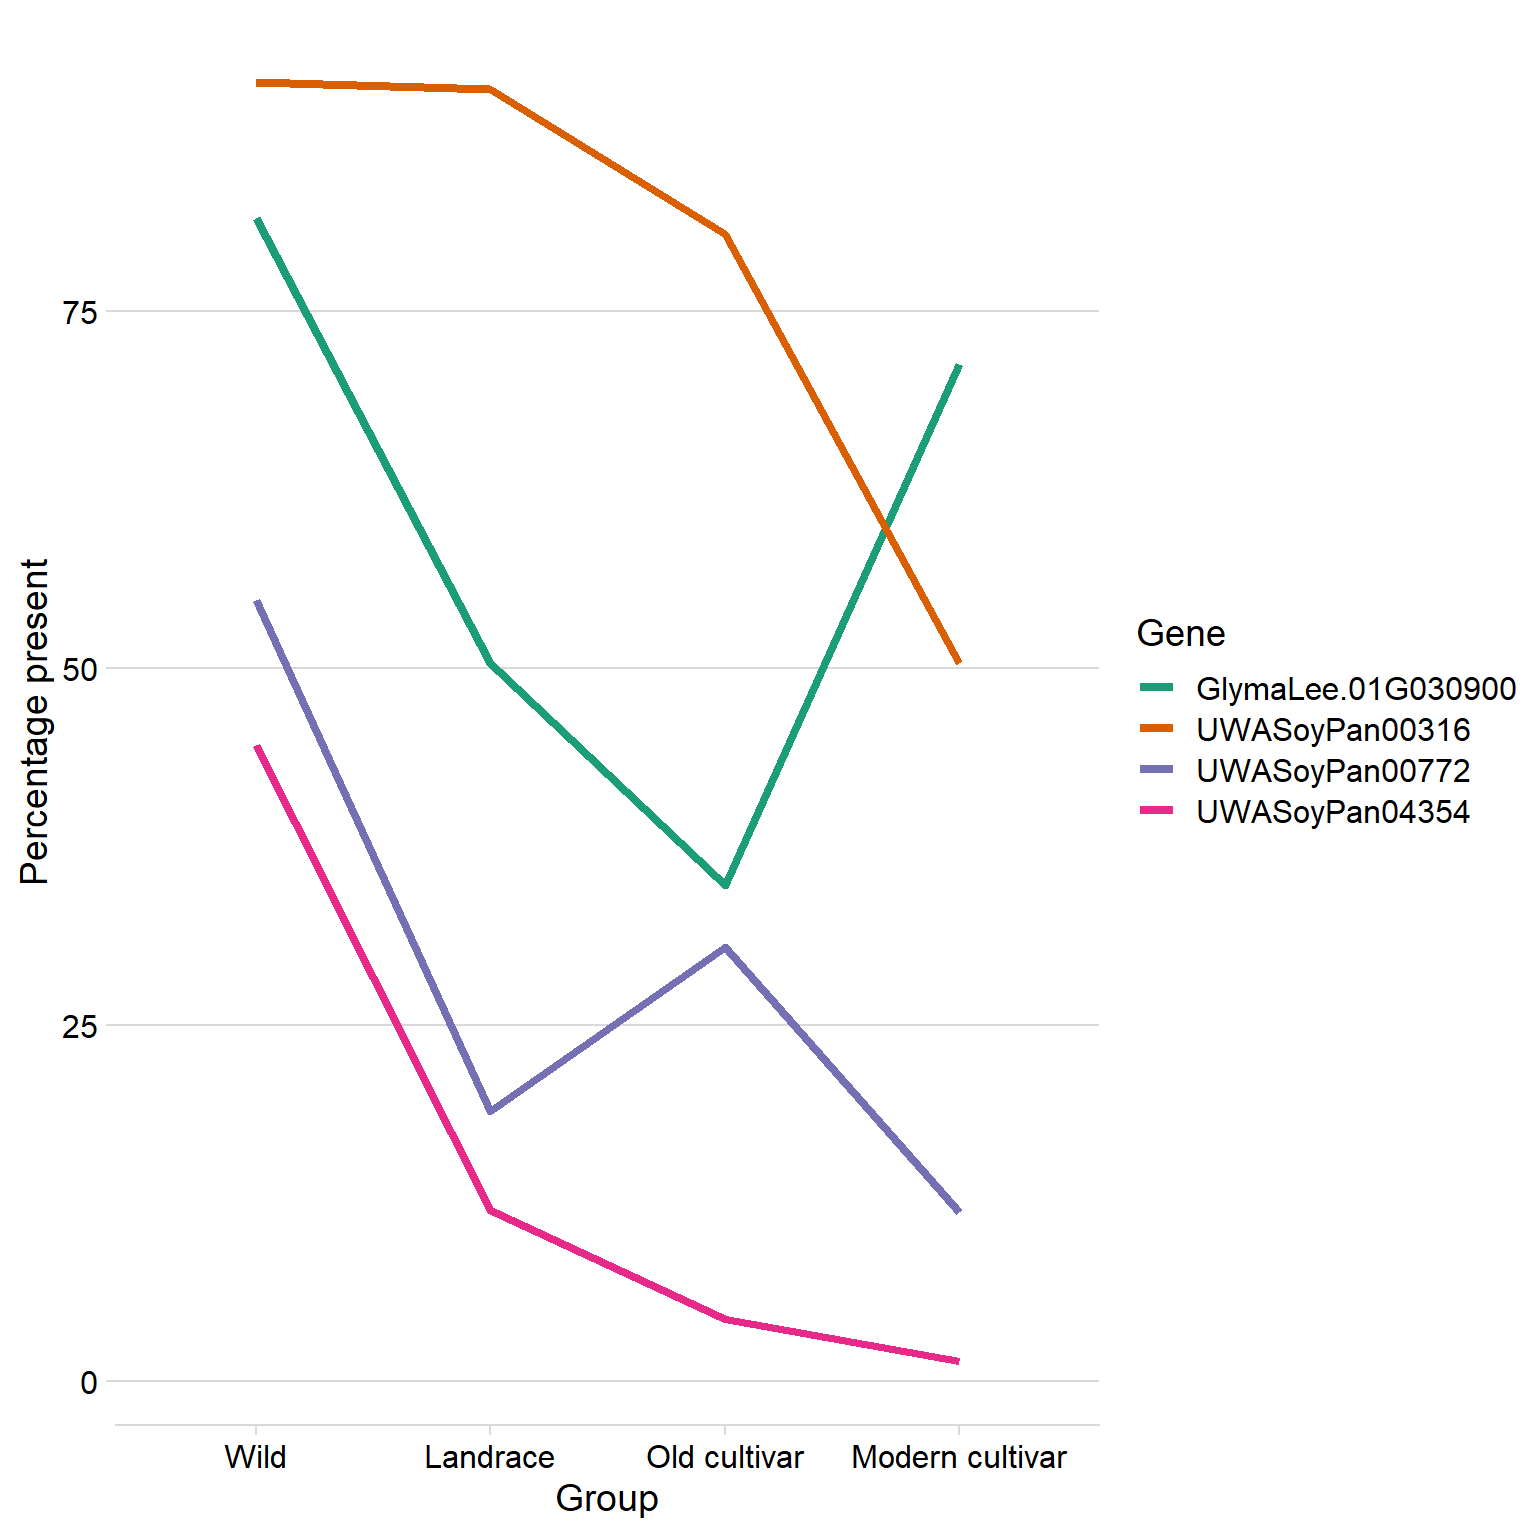 Percentage present
75
50
25
0
Wild
Landrace
Old cultivar
Modern cultivar
Group
Gene
GlymaLee.01G030900
UWASoyPan00316
UWASoyPan00772
UWASoyPan04354